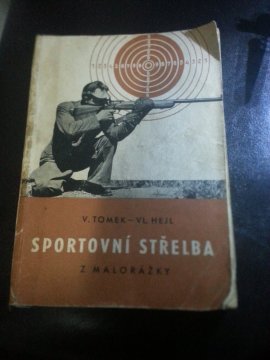 V. TOMEK – VL. HEJL
SPORTOVNÍ STŘELBA
Z MALORÁŽKY